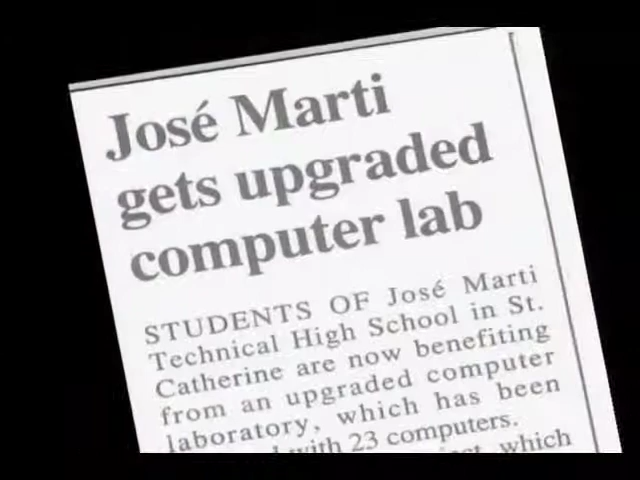 José Marti
gets upgraded
computer lab
STUDENTS OF José Marti
Technical High School in St.
Catherine are now benefiting
from an upgraded computer
laboratory, which has been
with 23 computers.
which